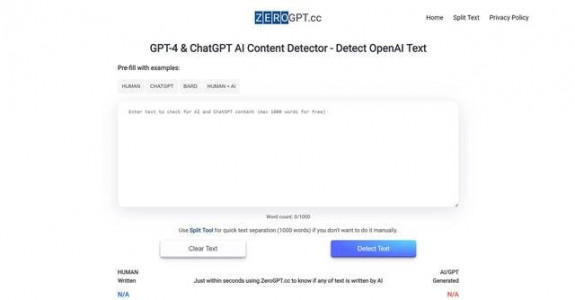 ZEROGPT.cc Home Split Text Privacy Policy
GPT-4 & ChatGPT AI Content Detector - Detect OpenAI Text
Pre-fill with examples:
HUMAN CHATGPT BARD HUMAN + AI
Enter text to check for AI and ChatGPT content (max 1000 words for free)
Word count: 0/1000
Use Split Tool for quick text separation (1000 words) if you don't want to do it manually.
Clear Text Detect Text
HUMAN AI/GPT
Written Just within seconds using ZeroGPT.cc to know if any of text is written by AI Generated
N/A N/A